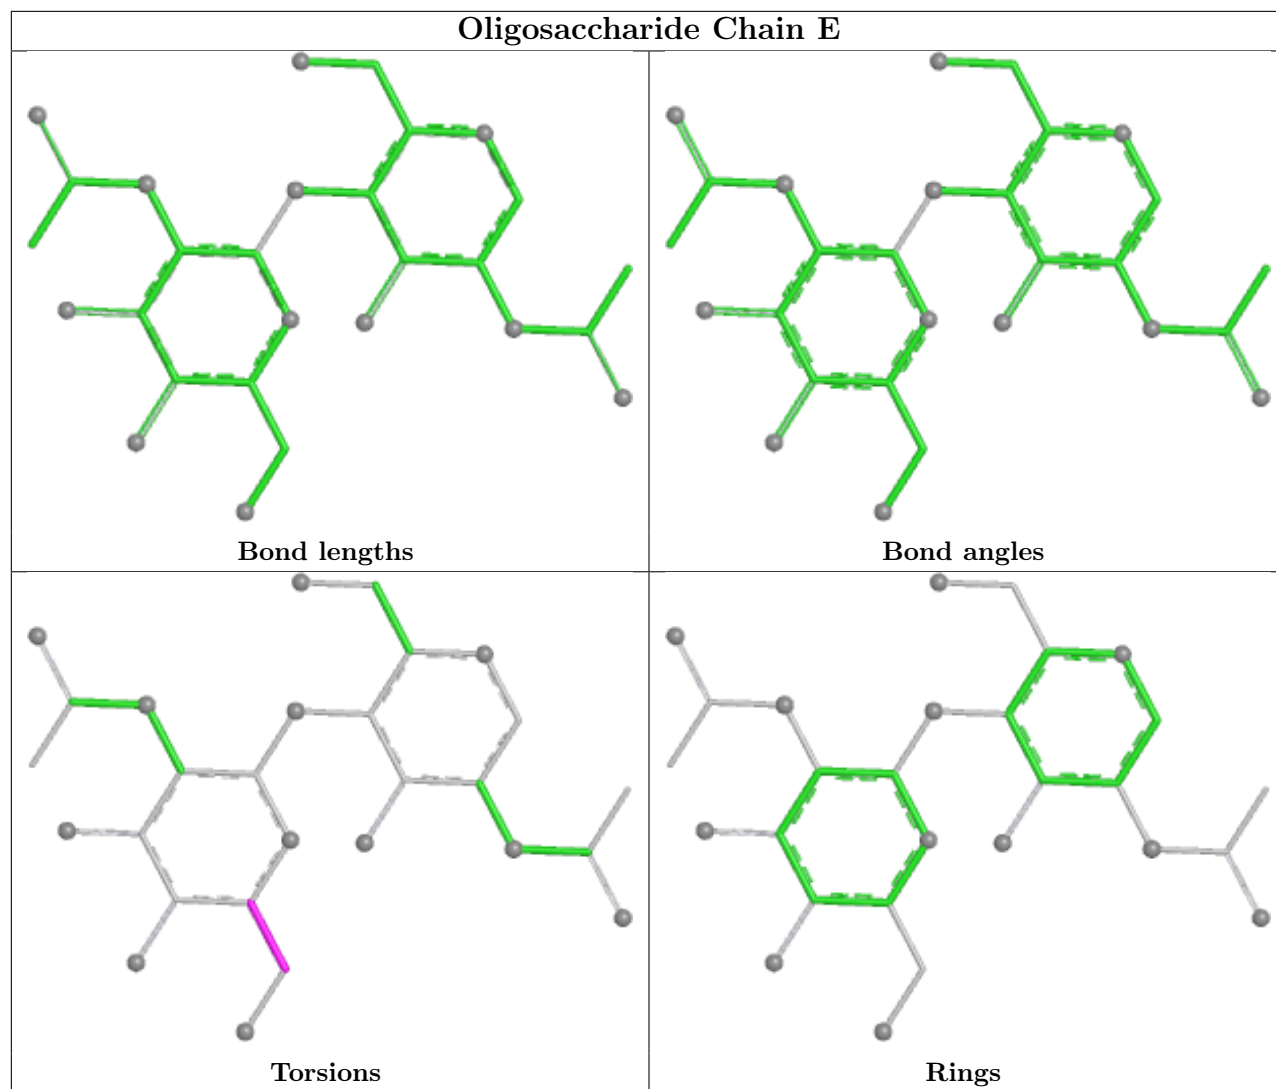 Oligosaccharide Chain E
Bond lengths
Bond angles
Torsions
Rings